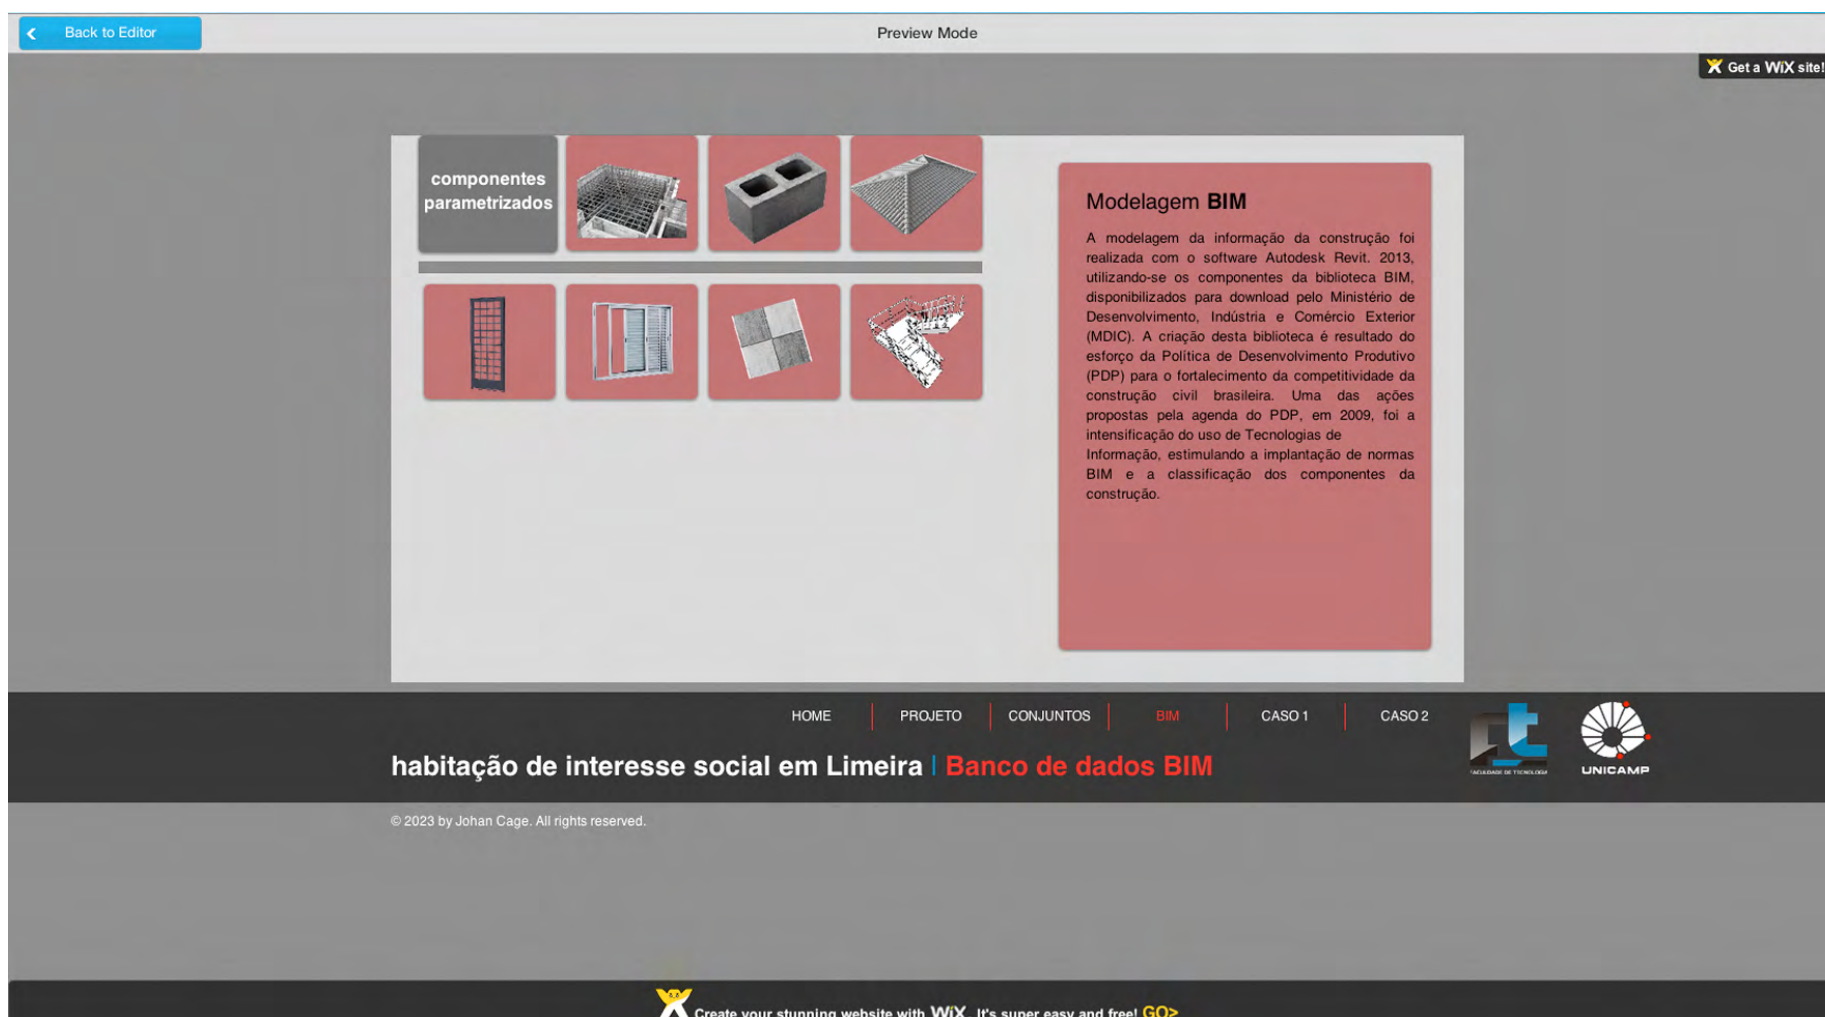 Back to Editor
Preview Mode
Get a WiX site!
componentes
parametrizados
Modelagem BIM
A modelagem da informação da construção foi
realizada com o software Autodesk Revit. 2013,
utilizando-se os componentes da biblioteca BIM,
disponibilizados para download pelo Ministério de
Desenvolvimento, Indústria e Comércio Exterior
(MDIC). A criação desta biblioteca é resultado do
esforço da Política de Desenvolvimento Produtivo
(PDP) para o fortalecimento da competitividade da
construção civil brasileira. Uma das ações
propostas pela agenda do PDP, em 2009, foi a
intensificação do uso de Tecnologias de
Informação, estimulando a implantação de normas
BIM e a classificação dos componentes da
construção.
HOME
PROJETO
CONJUNTOS
BIM
CASO 1
CASO 2
habitação de interesse social em Limeira | Banco de dados BIM
FACULDADE DE TECNOLOGIA
UNICAMP
© 2023 by Johan Cage. All rights reserved.
Create your stunning website with WiX. It's super easy and free! GO>